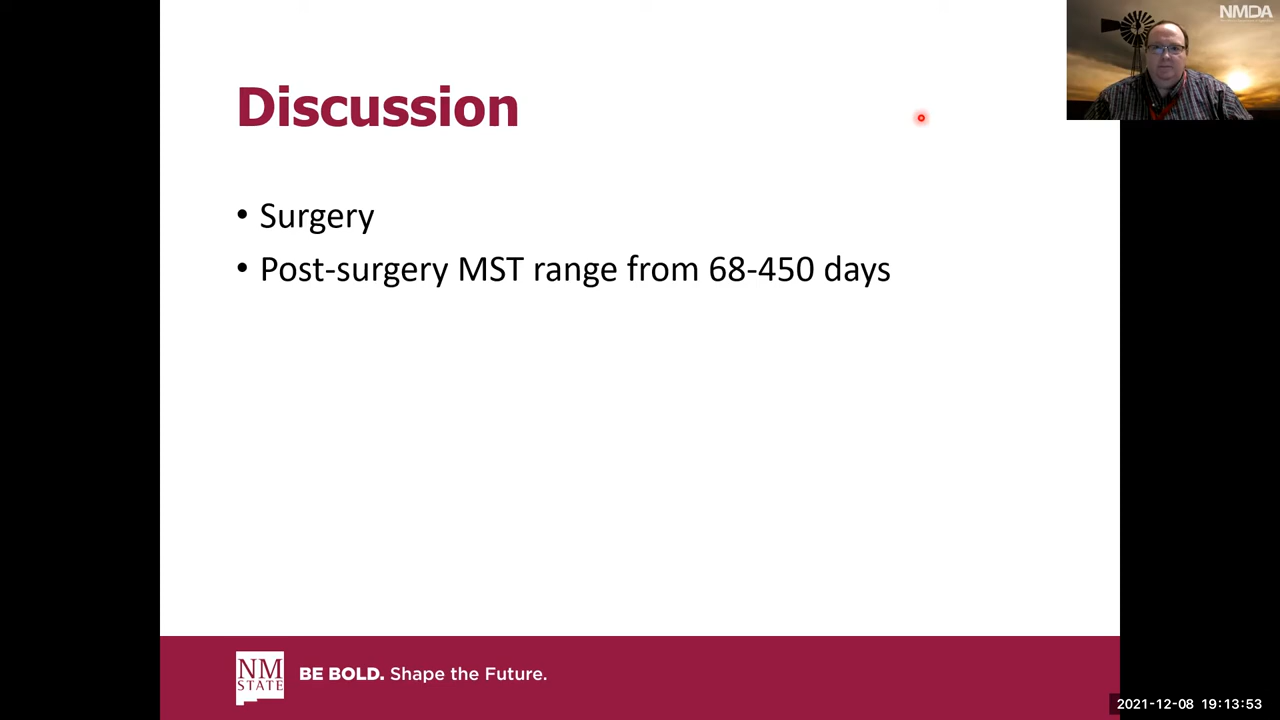 NMDA
Discussion
• Surgery
• Post-surgery MST range from 68-450 days
NM
STATE
BE BOLD. Shape the Future.
2021-12-08 19:13:53